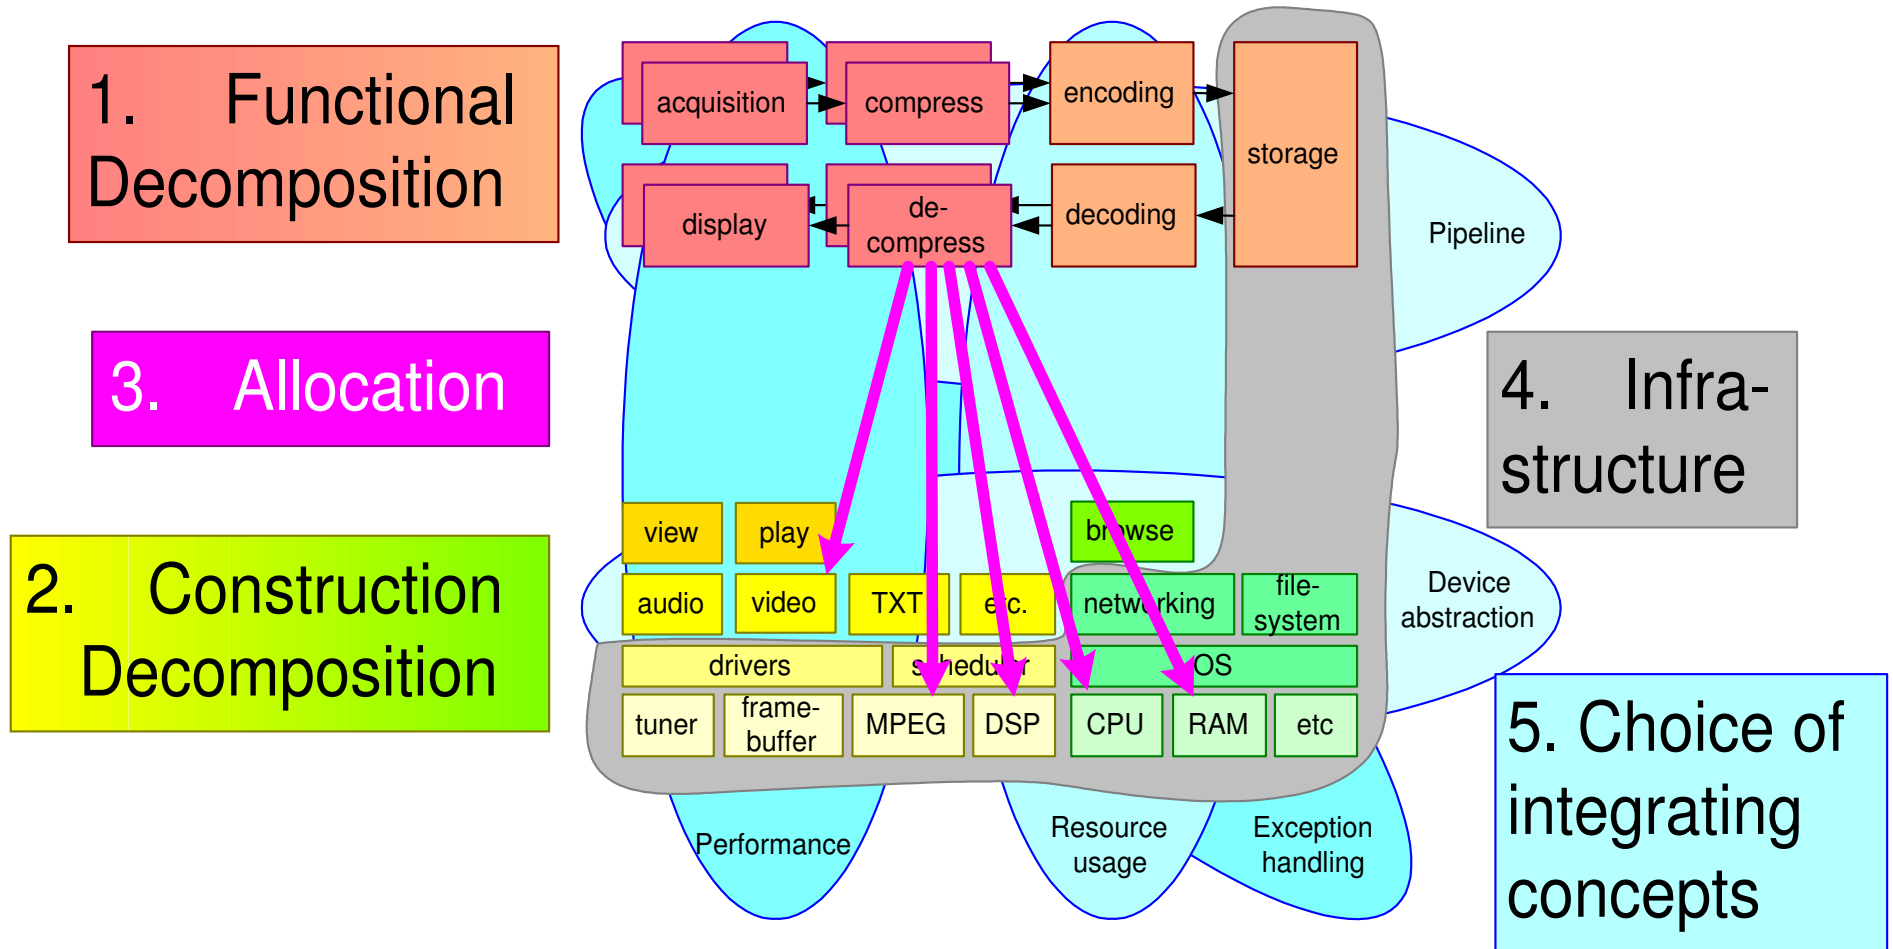 1. Functional
Decomposition
acquisition
compress
encoding
storage
display
de-
compress
decoding
Pipeline
3. Allocation
4. Infra-
structure
2. Construction
Decomposition
view
play
browse
audio
video
TXT
etc.
networking
file-
system
Device
abstraction
drivers
scheduler
OS
tuner
frame-
buffer
MPEG
DSP
CPU
RAM
etc
5. Choice of
integrating
concepts
Performance
Resource
usage
Exception
handling